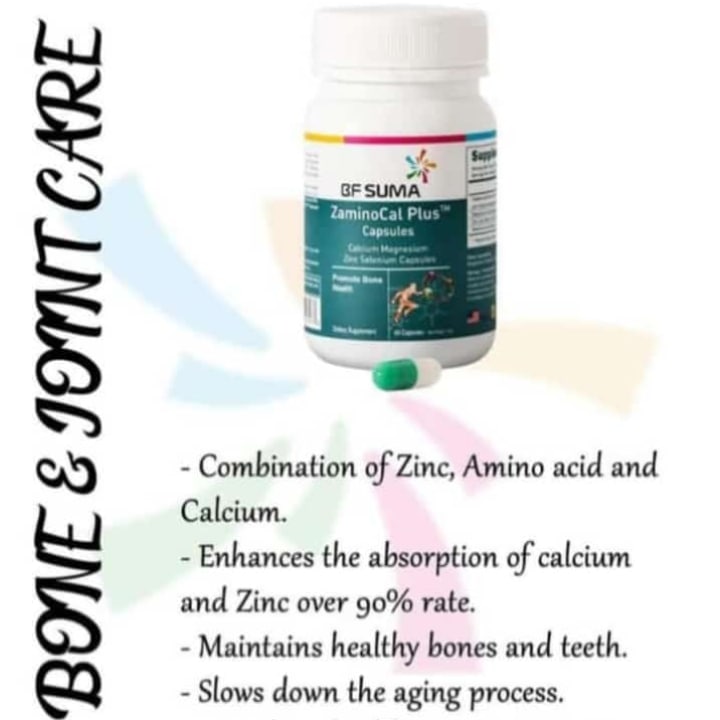 BONE & JOINT CARE
BF SUMA
ZaminoCal Plus™
Capsules
Calcium Magnesium
Zinc Selenium Capsules
Promote Bone
Health
Dietary Supplement
- Combination of Zinc, Amino acid and
Calcium.
- Enhances the absorption of calcium
and Zinc over 90% rate.
- Maintains healthy bones and teeth.
- Slows down the aging process.